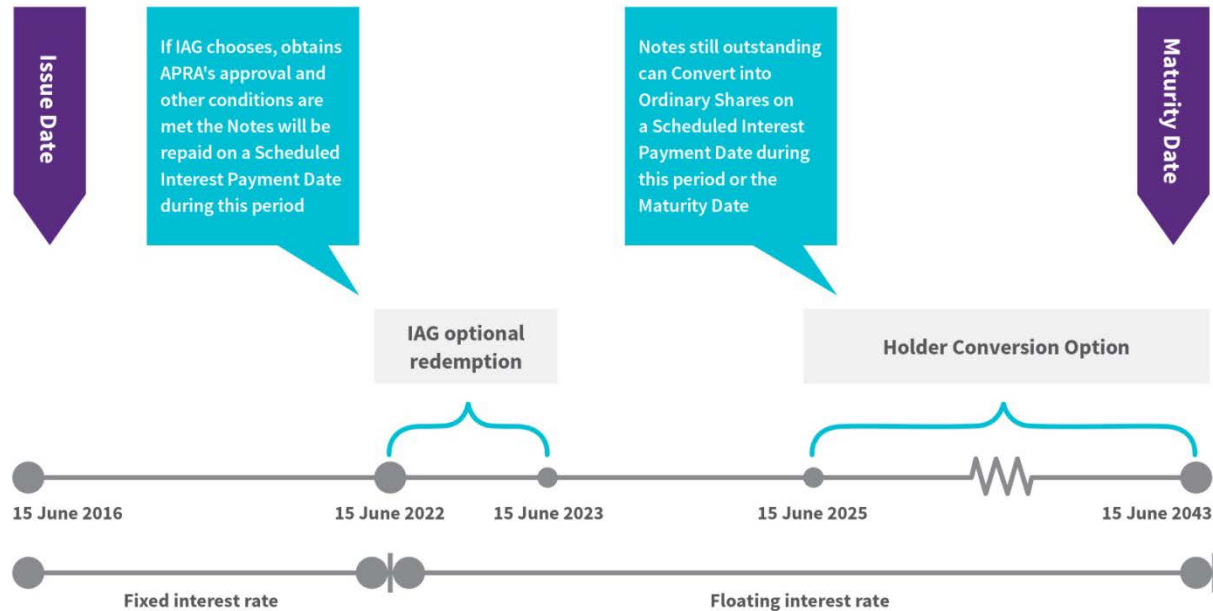 Issue Date
If IAG chooses, obtains
APRA's approval and
other conditions are
met the Notes will be
repaid on a Scheduled
Interest Payment Date
during this period
Notes still outstanding
can Convert into
Ordinary Shares on
a Scheduled Interest
Payment Date during
this period or the
Maturity Date
Maturity Date
IAG optional
redemption
Holder Conversion Option
15 June 2016
15 June 2022
15 June 2023
15 June 2025
15 June 2043
Fixed interest rate
Floating interest rate